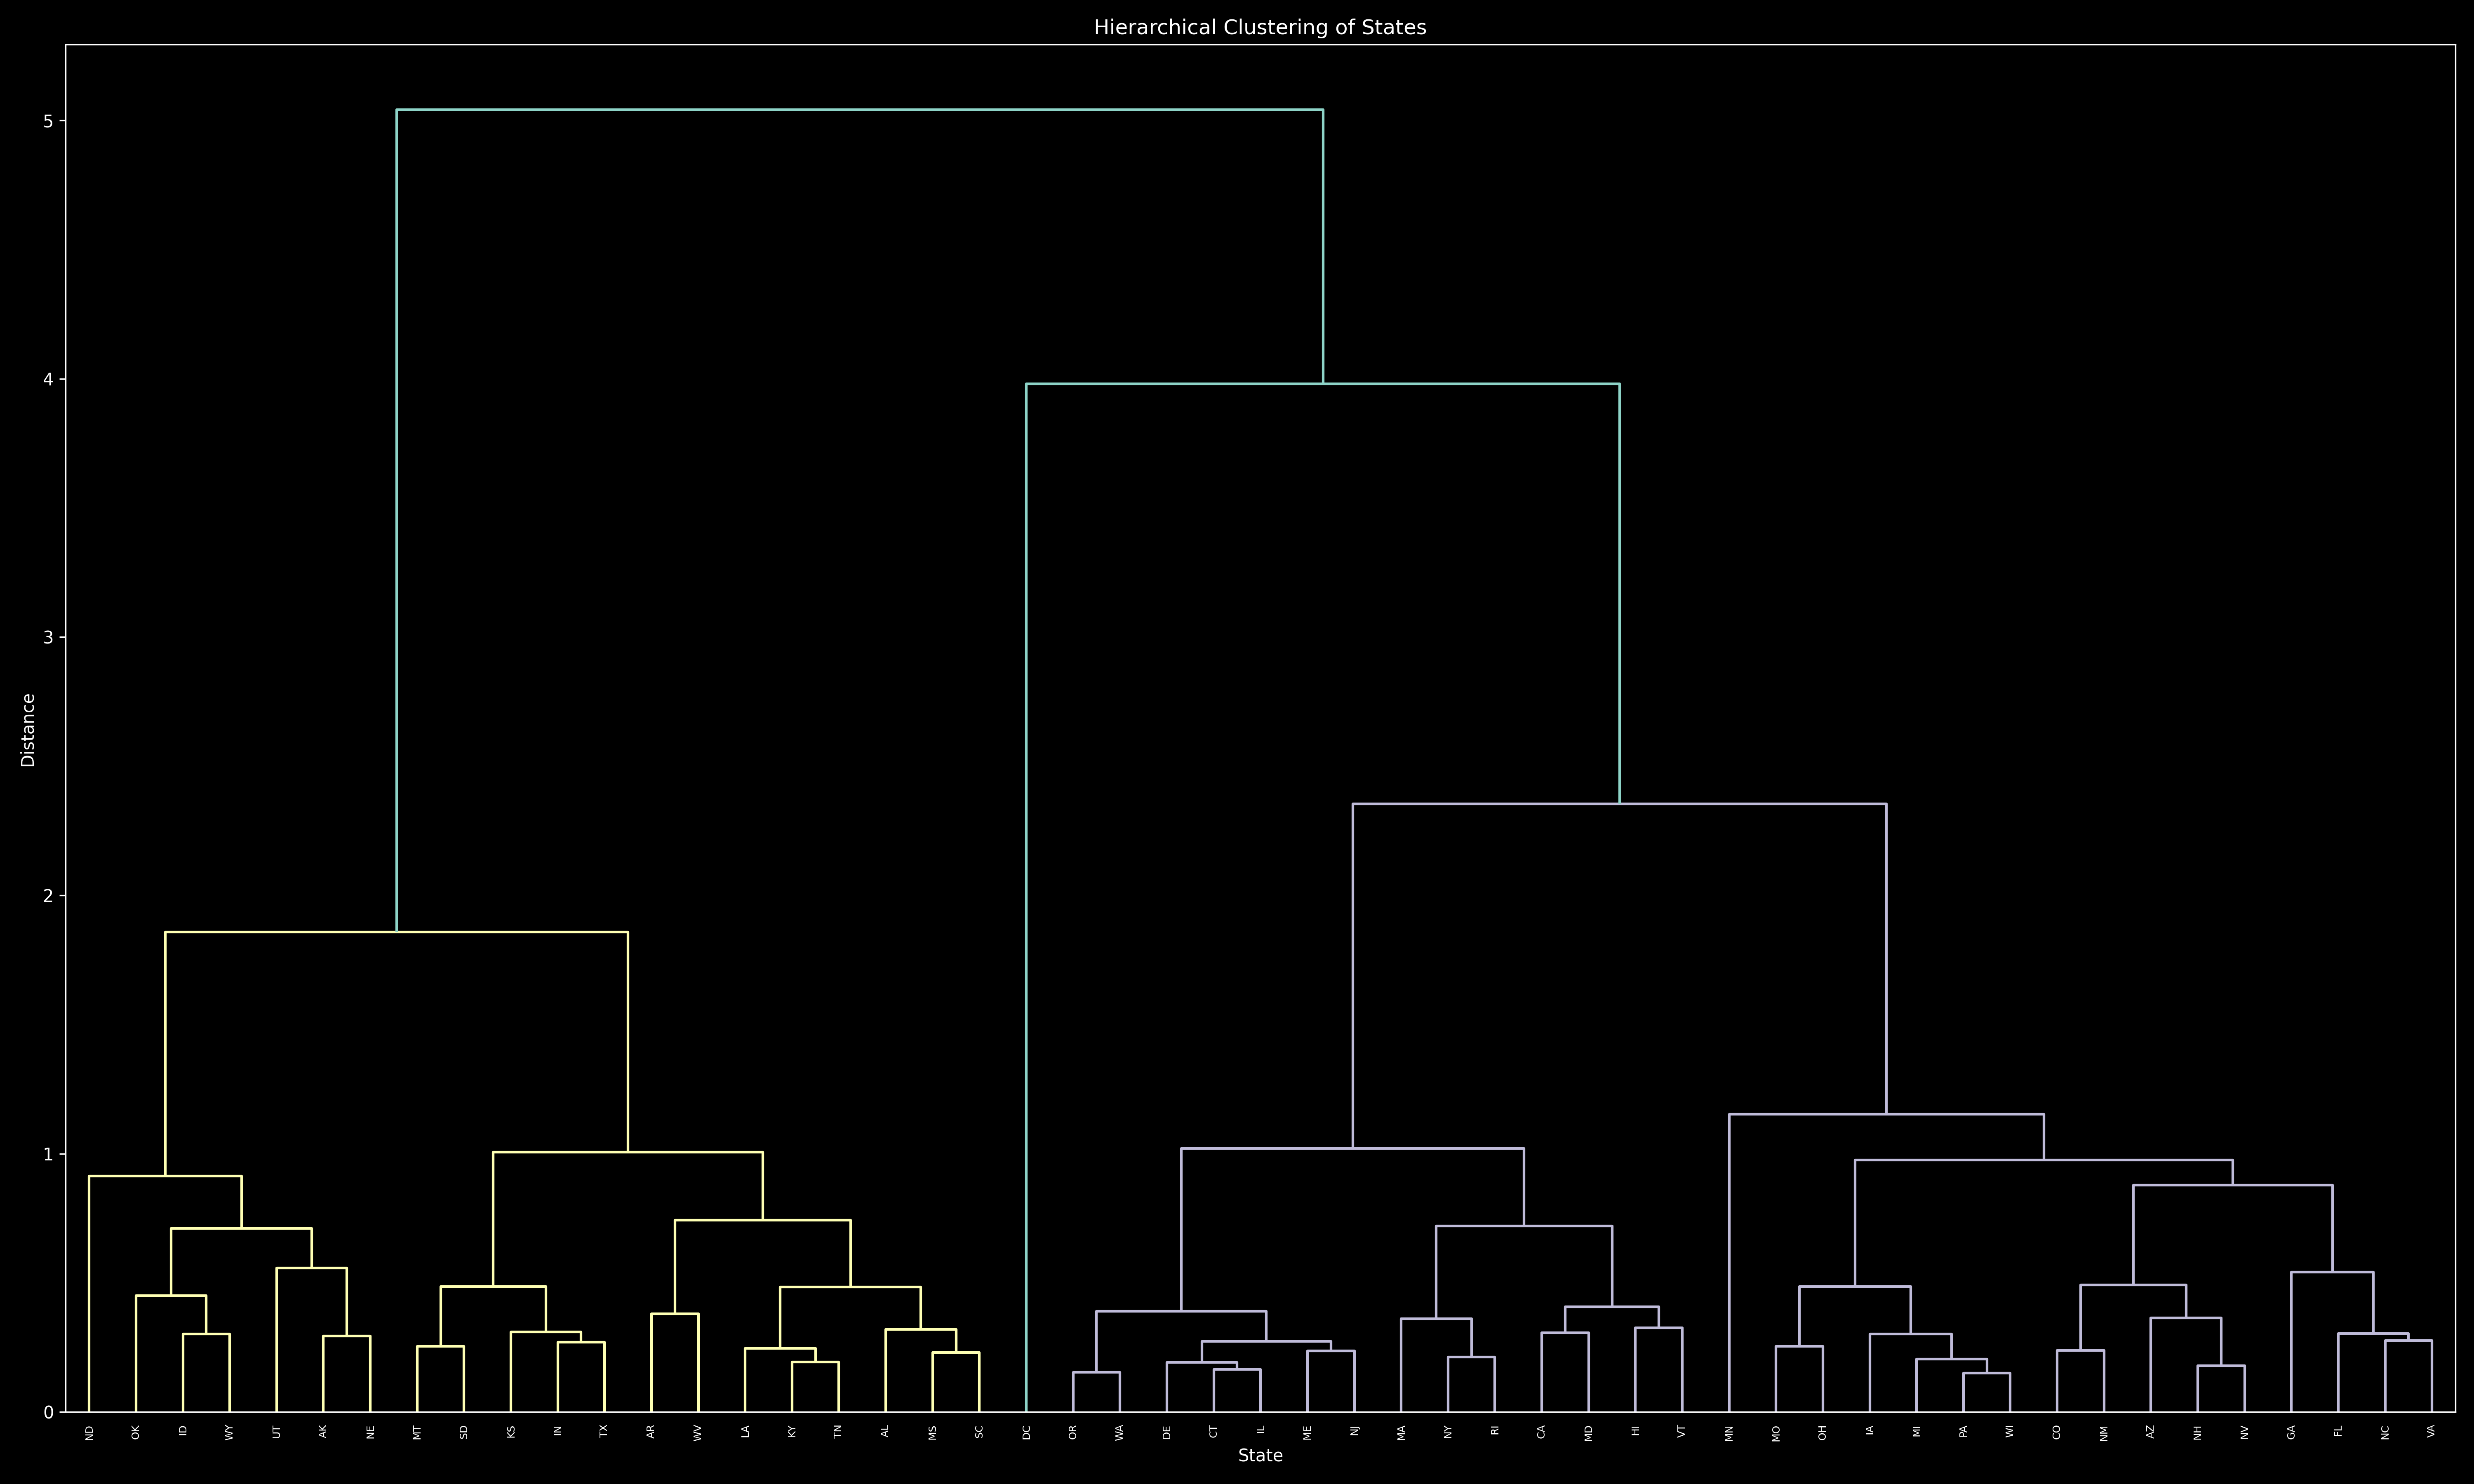 Hierarchical Clustering of States
5
4
3
2
1
0
Distance
ND OK ID WY UT AK NE MT SD KS IN TX AR WV LA KY TN AL MS SC DC OR WA DE CT IL ME NJ MA NY RI CA MD HI VT MN MO OH IA MI PA WI CO NM AZ NH NV GA FL NC VA
State